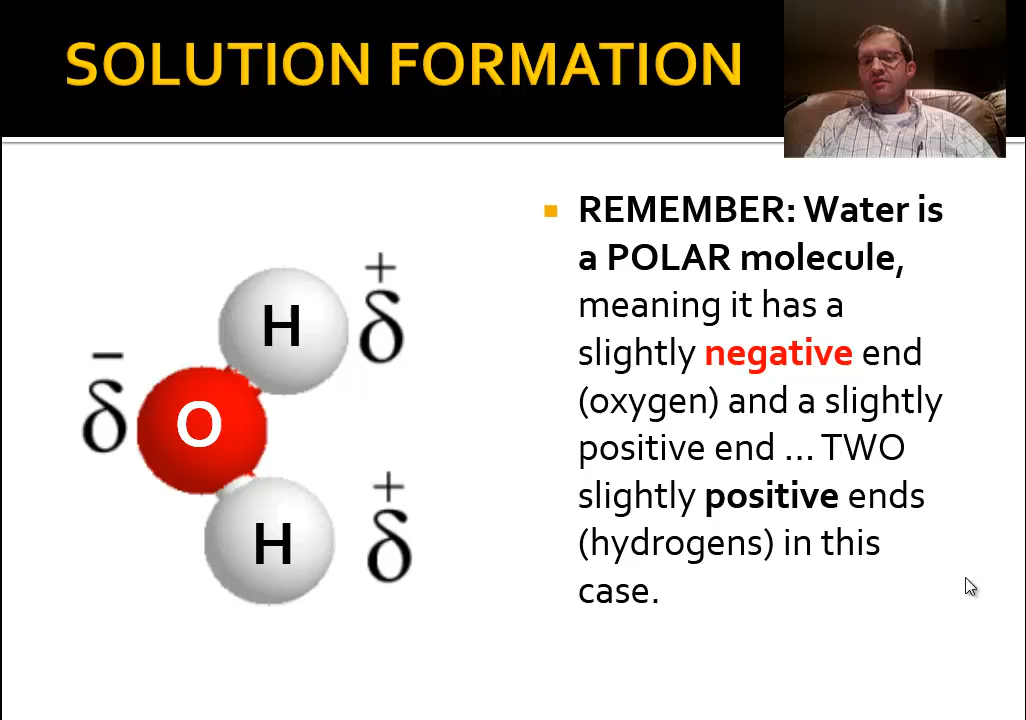 SOLUTION FORMATION
REMEMBER: Water is
a POLAR molecule,
meaning it has a
slightly negative end
(oxygen) and a slightly
positive end ... TWO
slightly positive ends
(hydrogens) in this
case.
H
+
δ
−
δ
O
+
H
δ